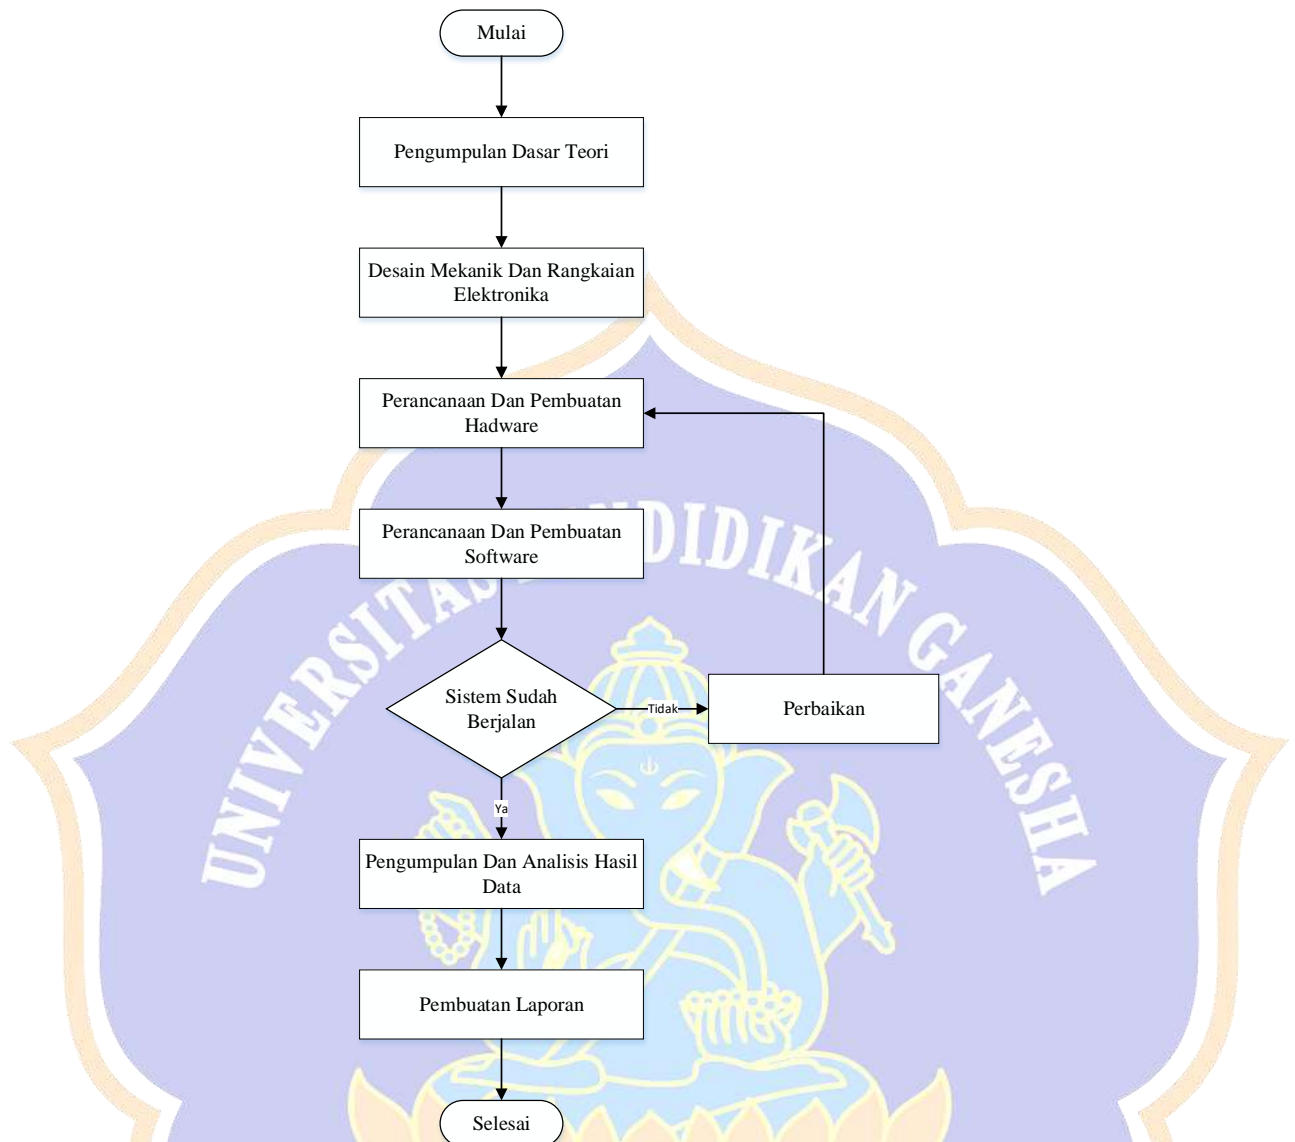 Mulai
Pengumpulan Dasar Teori
Desain Mekanik Dan Rangkaian
Elektronika
Perancanaan Dan Pembuatan
Hadware
Perancanaan Dan Pembuatan
Software
Sistem Sudah
Berjalan
Tidak
Perbaikan
Ya
Pengumpulan Dan Analisis Hasil
Data
Pembuatan Laporan
Selesai
UNIVERSITAS
GANESHA